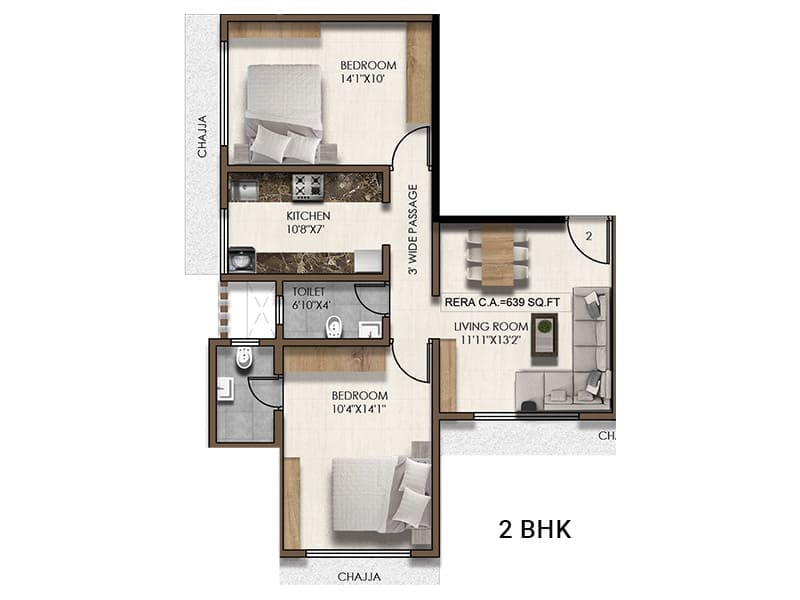 BEDROOM
14'1"X10'
CHAJJA
KITCHEN
10'8"X7'
3' WIDE PASSAGE
2
TOILET
6'10"X4'
RERA C.A.=639 SQ.FT
LIVING ROOM
11'11"X13'2"
BEDROOM
10'4"X14'1"
CH
2 BHK
CHAJJA